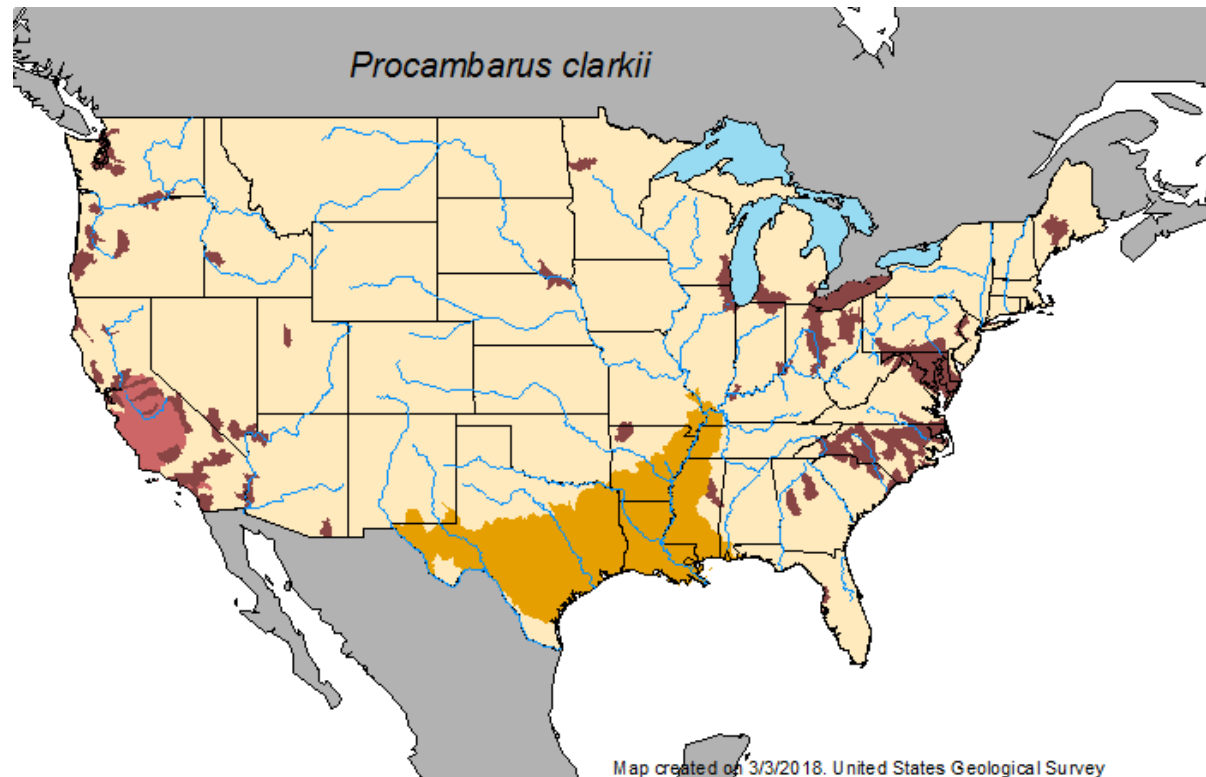 Procambarus clarkii
Map created on 3/3/2018. United States Geological Survey